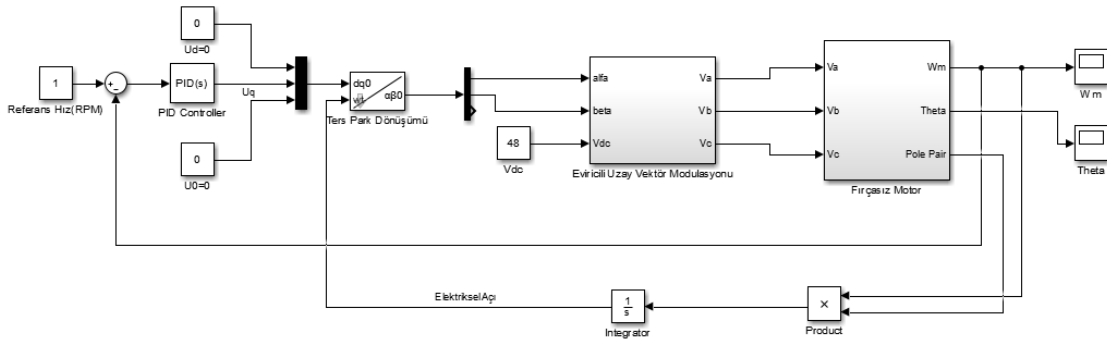 0
Ud=0
1
Referans Hız(RPM)
+
−
PID(s)
PID Controller
Uq
0
U0=0
dq0
αβ0
Ters Park Dönüşümü
48
Vdc
alfa
beta
Vdc
Va
Vb
Vc
Eviricili Uzay Vektör Modulasyonu
Va
Vb
Vc
Wm
Theta
Pole Pair
Fırçasız Motor
W m
Theta
ElektrikselAçı
1
s
Integrator
×
Product